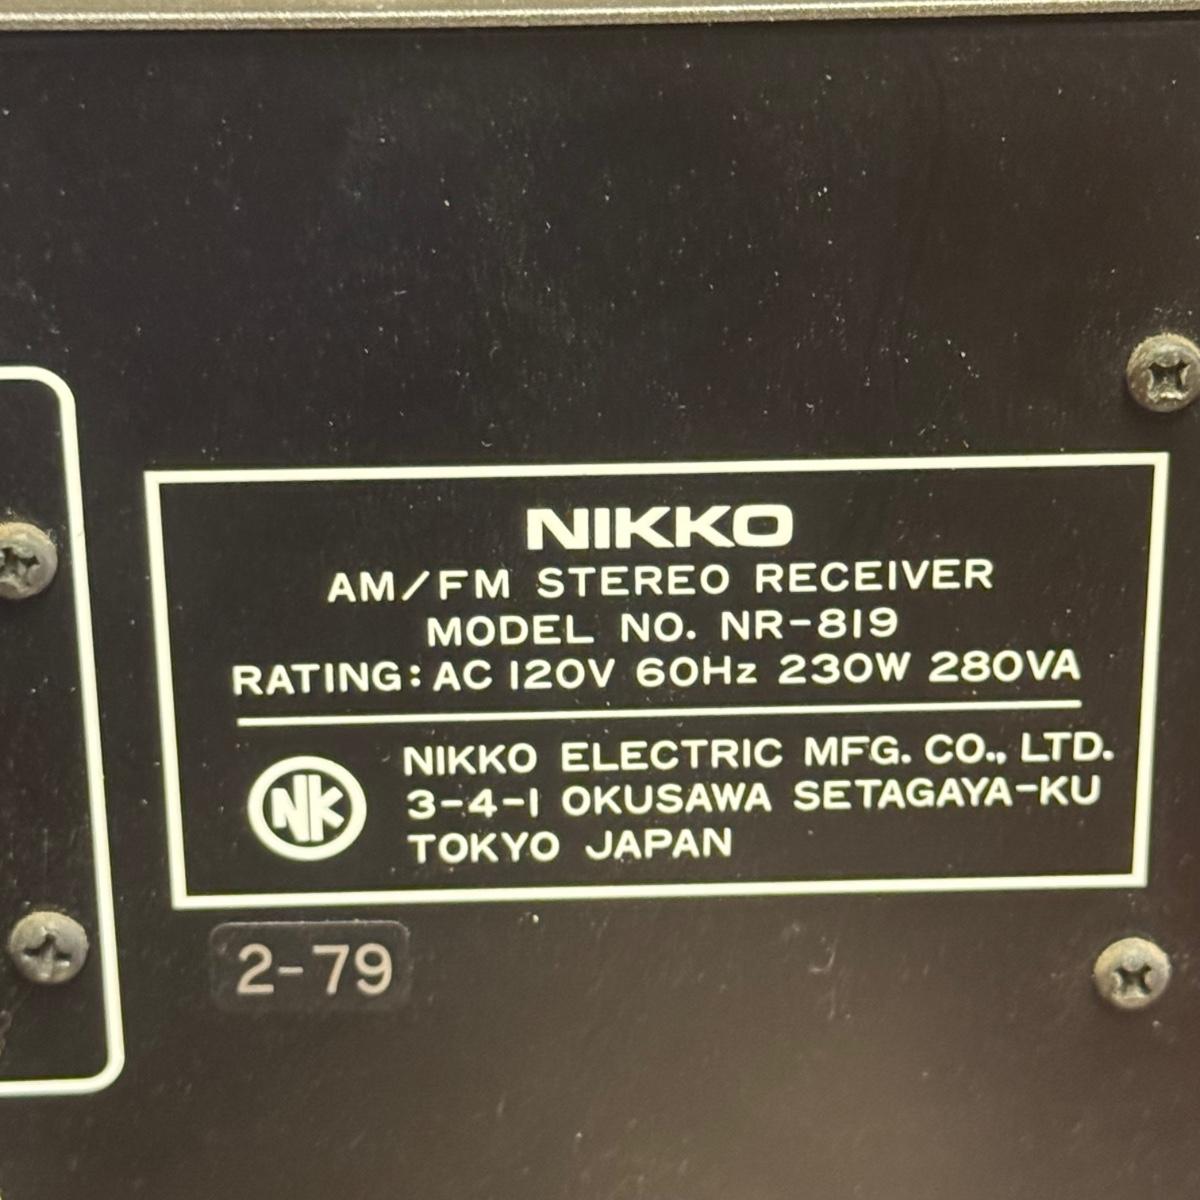 NIKKO
AM/FM STEREO RECEIVER
MODEL NO. NR-819
RATING: AC 120V 60Hz 230W 280VA
NK
NIKKO ELECTRIC MFG. CO., LTD.
3-4-1 OKUSAWA SETAGAYA-KU
TOKYO JAPAN
2-79